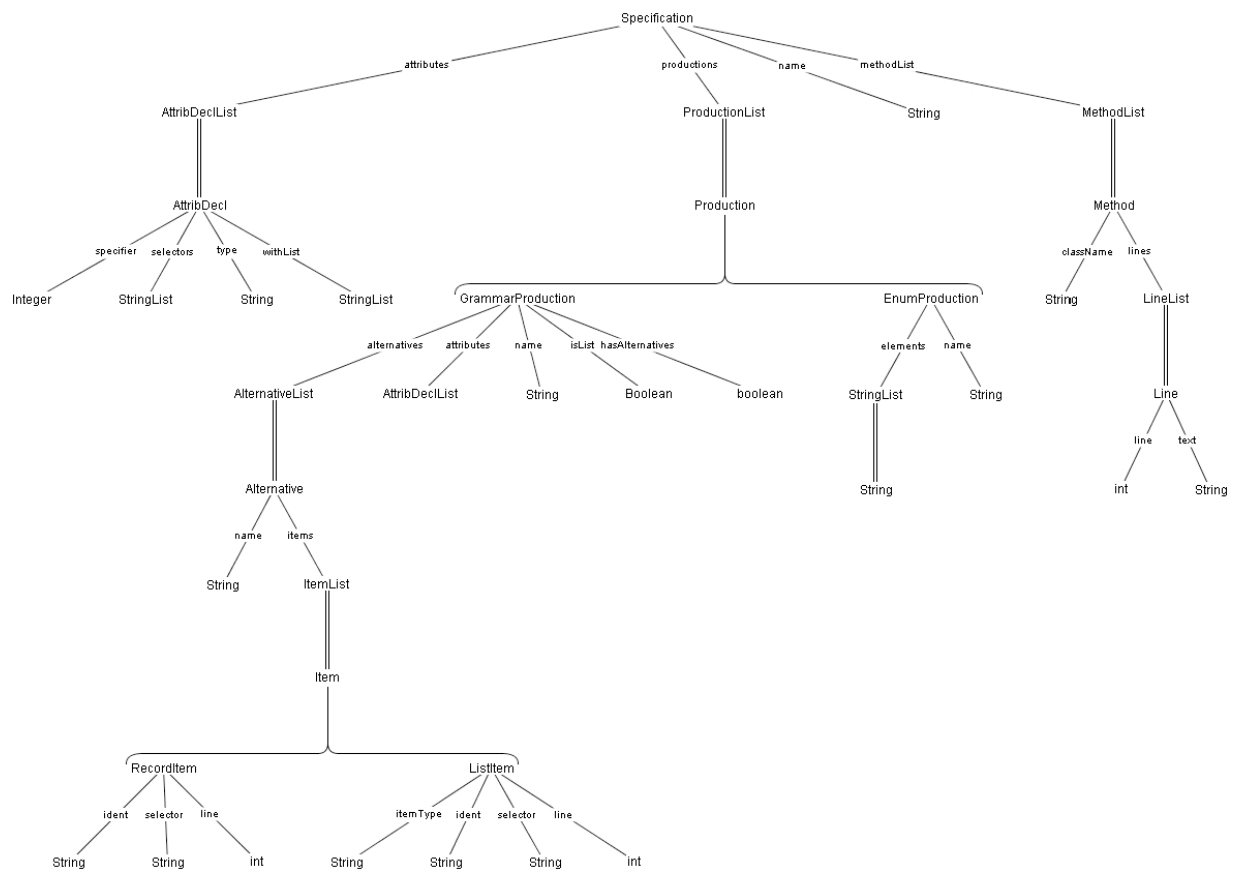 Specification
attributes productions name methodList
AttribDeclList ProductionList String MethodList
AttribDecl Production Method
specifier selectors type withList className lines
Integer StringList String StringList GrammarProduction EnumProduction String LineList
alternatives attributes name isList hasAlternatives elements name
AlternativeList AttribDeclList String Boolean boolean StringList String Line
line text
Alternative String int String
name items
String ItemList
Item
RecordItem ListItem
ident selector line itemType ident selector line
String String int String String String int